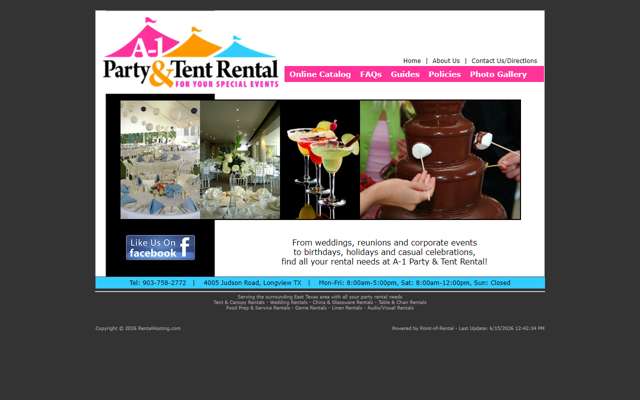 A-1
Party & Tent Rental
FOR YOUR SPECIAL EVENTS
Home | About Us | Contact Us/Directions
Online Catalog FAQs Guides Policies Photo Gallery
Like Us On
facebook f
From weddings, reunions and corporate events
to birthdays, holidays and casual celebrations,
find all your rental needs at A-1 Party & Tent Rental!
Tel: 903-758-2772 | 4005 Judson Road, Longview TX | Mon-Fri: 8:00am-5:00pm, Sat: 8:00am-12:00pm, Sun: Closed
Serving the surrounding East Texas area with all your party rental needs
Tent & Canopy Rentals - Wedding Rentals - China & Glassware Rentals - Table & Chair Rentals
Food Prep & Service Rentals - Game Rentals - Linen Rentals - Audio/Visual Rentals
Copyright © 2026 RentalHosting.com
Powered by Point-of-Rental - Last Update: 6/15/2026 12:42:34 PM